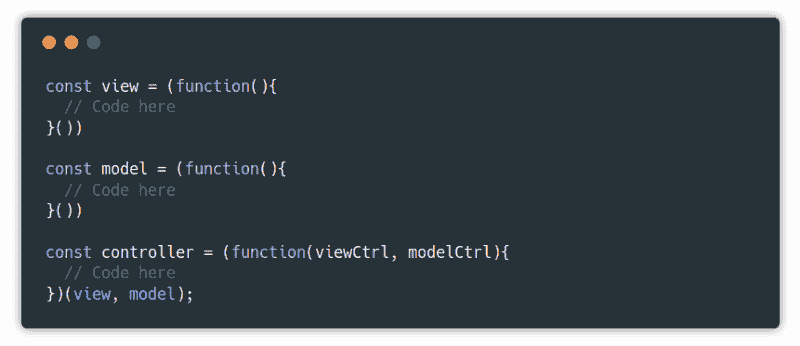 const view = (function(){
  // Code here
}())
const model = (function(){
  // Code here
}())
const controller = (function(viewCtrl, modelCtrl){
  // Code here
})(view, model);